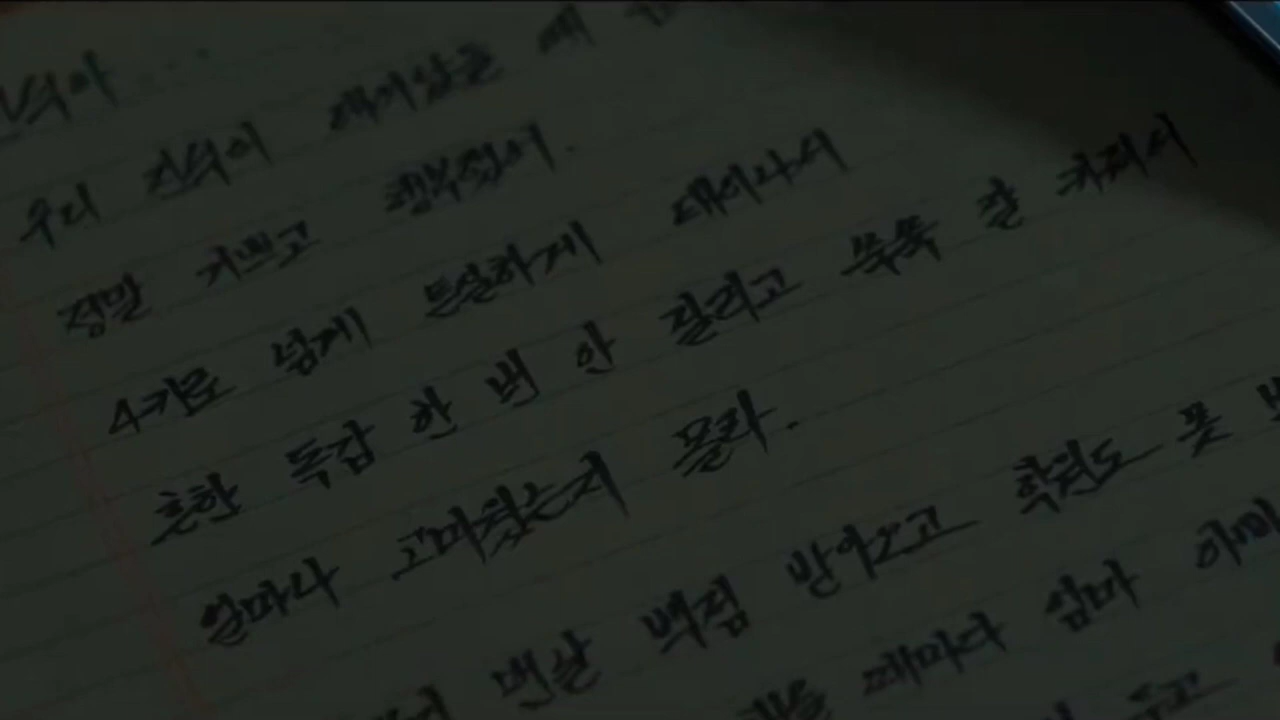 우리 진혁이 태어났을 때
정말 기쁘고 행복했어.
4키로 넘게 튼실하게 태어나서
흔한 독감 한 번 안 걸리고 쑥쑥 잘 커줘서
얼마나 고마웠는지 몰라.
맨날 백점 받아오고 학원도 못
때마다 엄마